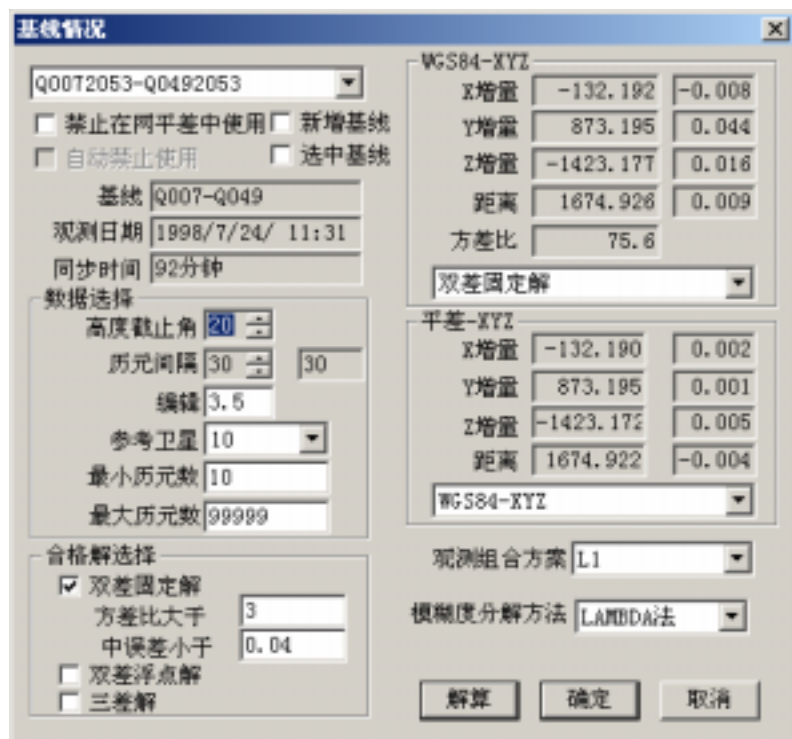 基线情况
Q0072053-Q0492053
禁止在网平差中使用 新增基线
自动禁止使用 选中基线
基线 Q007-Q049
观测日期 1998/7/24/ 11:31
同步时间 92分钟
数据选择
高度截止角 20
历元间隔 30 30
编辑 3.5
参考卫星 10
最小历元数 10
最大历元数 99999
合格解选择
双差固定解
方差比大于 3
中误差小于 0.04
双差浮点解
三差解
WGS84-XYZ
X增量 -132.192 -0.008
Y增量 873.195 0.044
Z增量 -1423.177 0.016
距离 1674.926 0.009
方差比 75.6
双差固定解
平差-XYZ
X增量 -132.190 0.002
Y增量 873.195 0.001
Z增量 -1423.172 0.005
距离 1674.922 -0.004
WGS84-XYZ
观测组合方案 L1
模糊度分解方法 LAMBDA法
解算 确定 取消